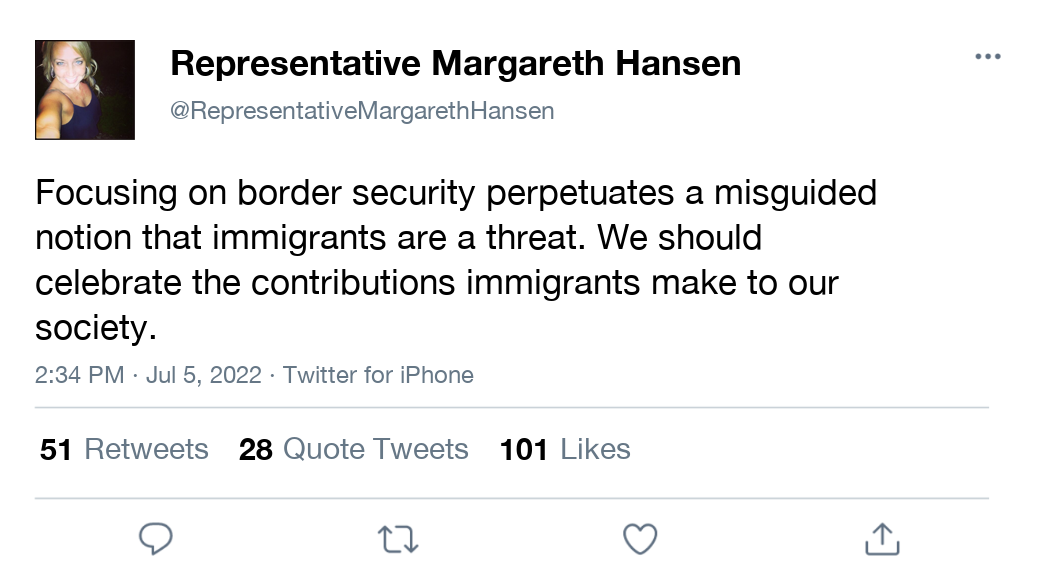 Representative Margareth Hansen
@RepresentativeMargarethHansen
Focusing on border security perpetuates a misguided
notion that immigrants are a threat. We should
celebrate the contributions immigrants make to our
society.
2:34 PM · Jul 5, 2022 · Twitter for iPhone
51 Retweets 28 Quote Tweets 101 Likes